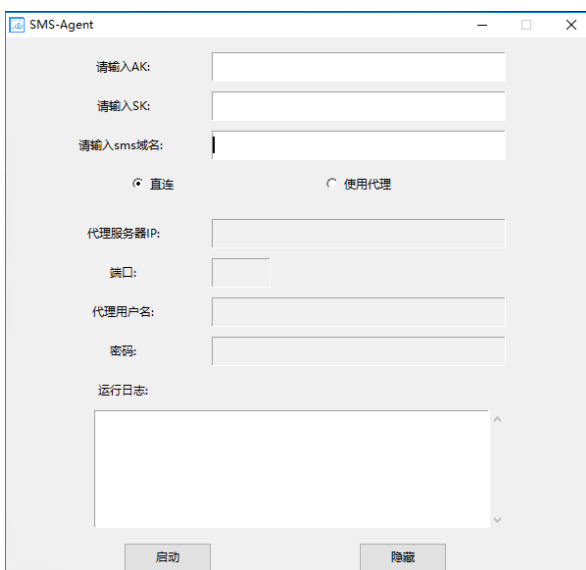 SMS-Agent
请输入AK:
请输入SK:
请输入sms域名:
直连 使用代理
代理服务器IP:
端口:
代理用户名:
密码:
运行日志:
启动 隐藏